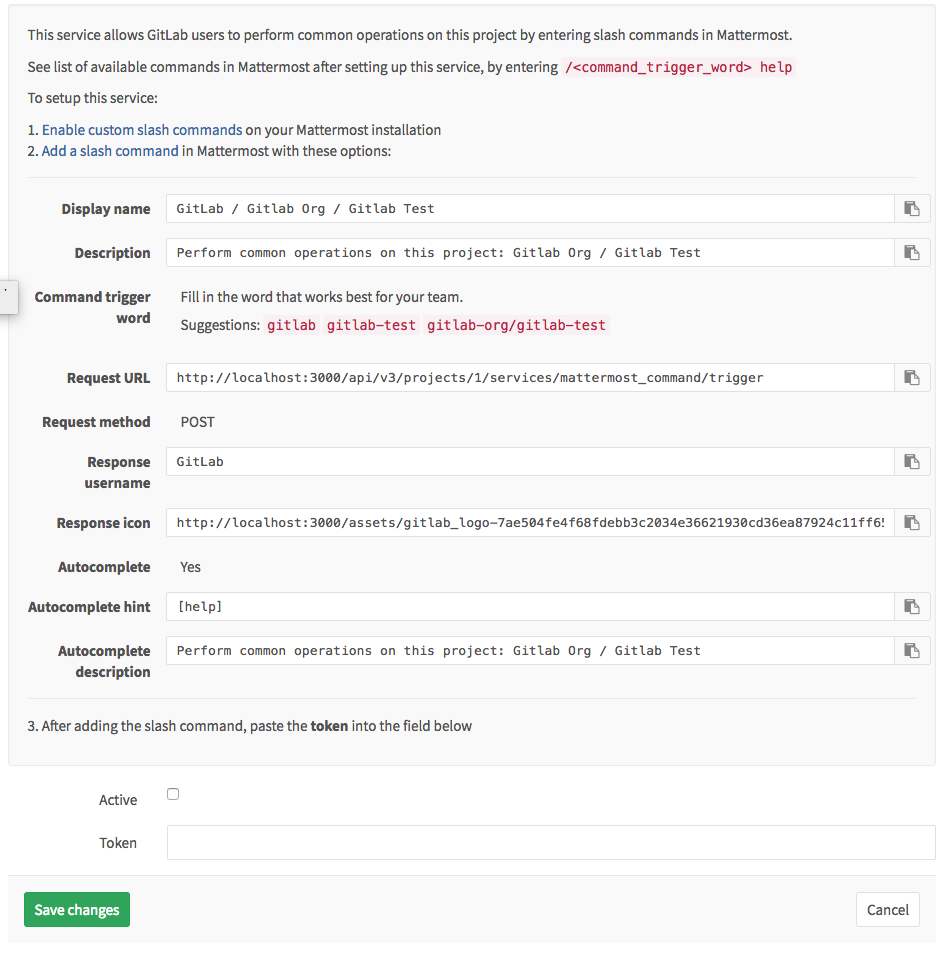 This service allows GitLab users to perform common operations on this project by entering slash commands in Mattermost.
See list of available commands in Mattermost after setting up this service, by entering /<command_trigger_word> help
To setup this service:
1. Enable custom slash commands on your Mattermost installation
2. Add a slash command in Mattermost with these options:
Display name GitLab / Gitlab Org / Gitlab Test
Description Perform common operations on this project: Gitlab Org / Gitlab Test
Command trigger Fill in the word that works best for your team.
word
Suggestions: gitlab gitlab-test gitlab-org/gitlab-test
Request URL http://localhost:3000/api/v3/projects/1/services/mattermost_command/trigger
Request method POST
Response GitLab
username
Response icon http://localhost:3000/assets/gitlab_logo-7ae504fe4f68fdebb3c2034e36621930cd36ea87924c11ff65
Autocomplete Yes
Autocomplete hint [help]
Autocomplete Perform common operations on this project: Gitlab Org / Gitlab Test
description
3. After adding the slash command, paste the token into the field below
Active
Token
Save changes Cancel